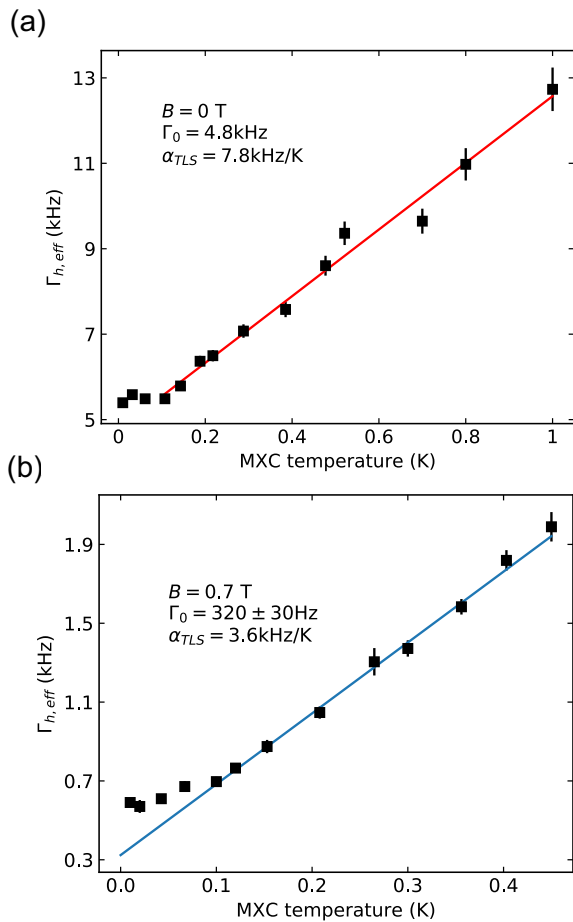 (a)
13
11
9
7
5
Γh,eff (kHz)
B = 0 T
Γ0 = 4.8kHz
αTLS = 7.8kHz/K
0 0.2 0.4 0.6 0.8 1
MXC temperature (K)
(b)
1.9
1.5
1.1
0.7
0.3
Γh,eff (kHz)
B = 0.7 T
Γ0 = 320 ± 30Hz
αTLS = 3.6kHz/K
0.0 0.1 0.2 0.3 0.4
MXC temperature (K)